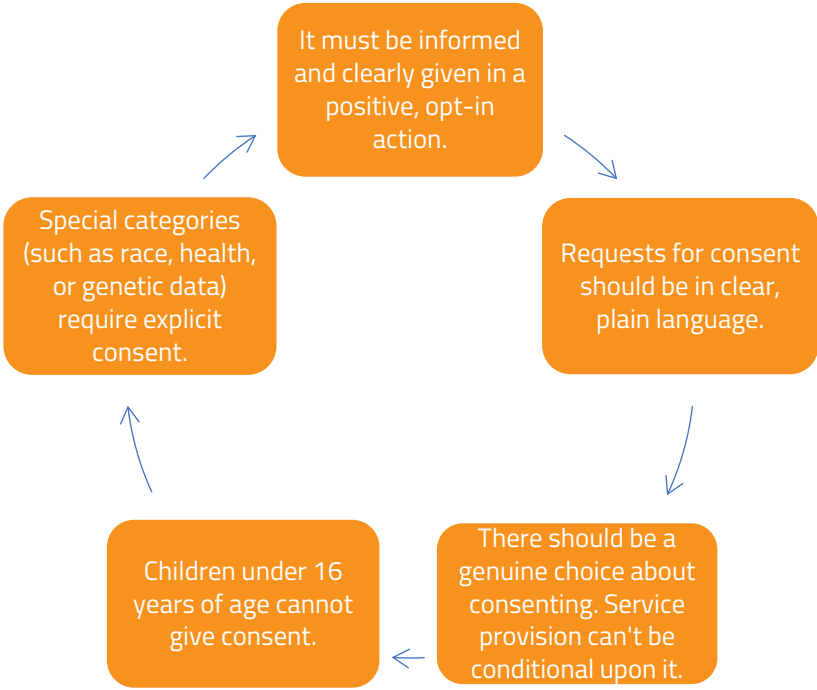 It must be informed
and clearly given in a
positive, opt-in
action.
Requests for consent
should be in clear,
plain language.
There should be a
genuine choice about
consenting. Service
provision can't be
conditional upon it.
Children under 16
years of age cannot
give consent.
Special categories
(such as race, health,
or genetic data)
require explicit
consent.